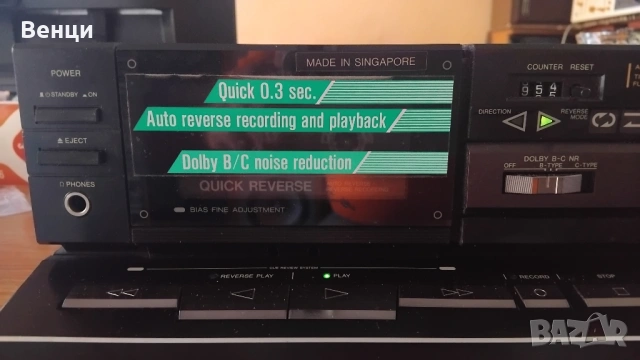 Венци
MADE IN SINGAPORE
POWER
STANDBY ON
EJECT
PHONES
Quick 0.3 sec.
Auto reverse recording and playback
Dolby B/C noise reduction
QUICK REVERSE
BIAS FINE ADJUSTMENT
COUNTER RESET
954
DIRECTION
REVERSE MODE
DOLBY B-C NR
OFF B-TYPE C-TYPE
REVERSE PLAY
PLAY
RECORD
STOP
BAZAR